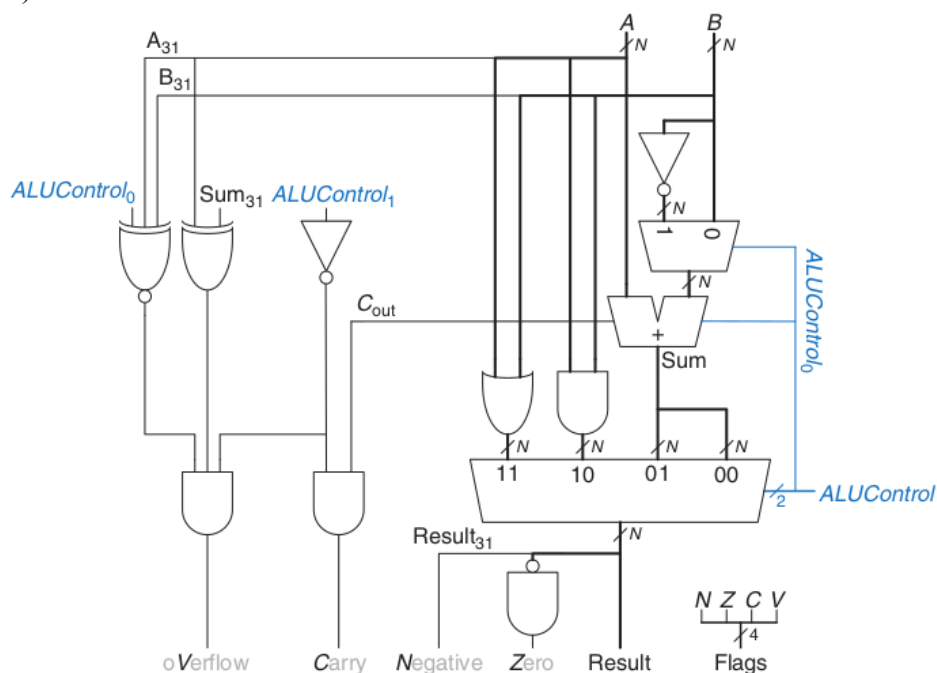 A B
N N
A31
B31
ALUControl0 Sum31 ALUControl1
N
1 0
N
ALUControl0
Cout
+
Sum
N N N N
11 10 01 00
2 ALUControl
N
Result31
N Z C V
4
oVerflow Carry Negative Zero Result Flags